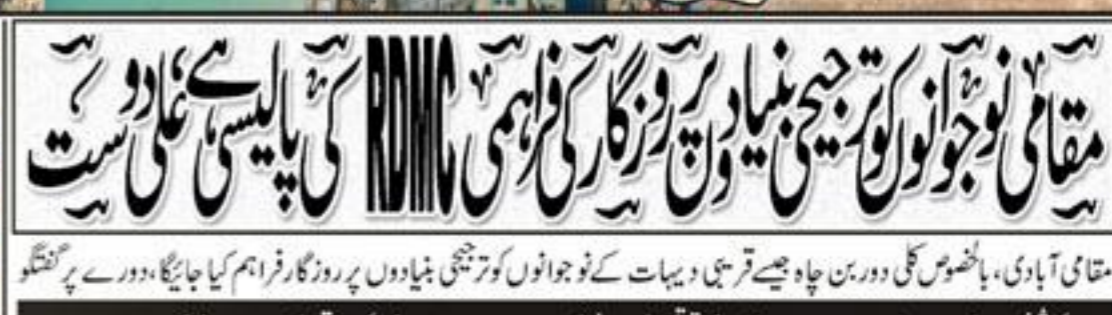 مقامی نوجوانوں کو ترجیحی بنیادوں پر روزگار کی فراہمی RDMC کی پالیسی ہے، علی دوست
مقامی آبادی، بالخصوص کلی دور بن چاہ جیسے قریبی دیہات کے نوجوانوں کو ترجیحی بنیادوں پر روزگار فراہم کیا جائیگا، دورے پر گفتگو